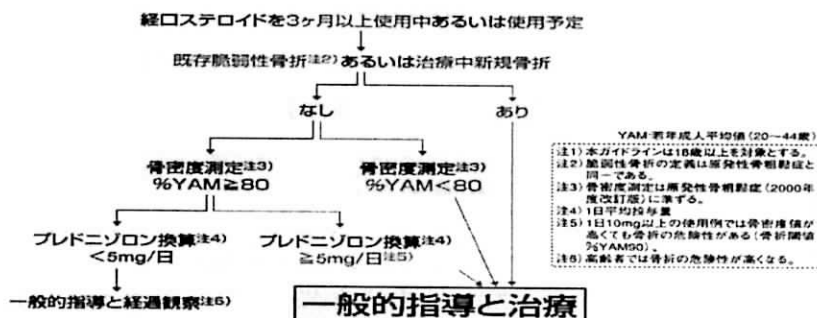 経口ステロイドを3ヶ月以上使用中あるいは使用予定
既存脆弱性骨折注2)あるいは治療中新規骨折
なし
あり
骨密度測定注3)
%YAM≧80
骨密度測定注3)
%YAM<80
プレドニゾロン換算注4)
<5mg/日
プレドニゾロン換算注4)
≧5mg/日注5)
一般的指導と経過観察注6)
一般的指導と治療
YAM:若年成人平均値(20〜44歳)
注1)本ガイドラインは18歳以上を対象とする。
注2)脆弱性骨折の定義は原発性骨粗鬆症と
同一である。
注3)骨密度測定は原発性骨粗鬆症(2000年
度改訂版)に準ずる。
注4)1日平均投与量
注5)1日10mg以上の使用例では骨密度値が
高くても骨折の危険性がある(骨折閾値
%YAM90)。
注6)高齢者では骨折の危険性が高くなる。